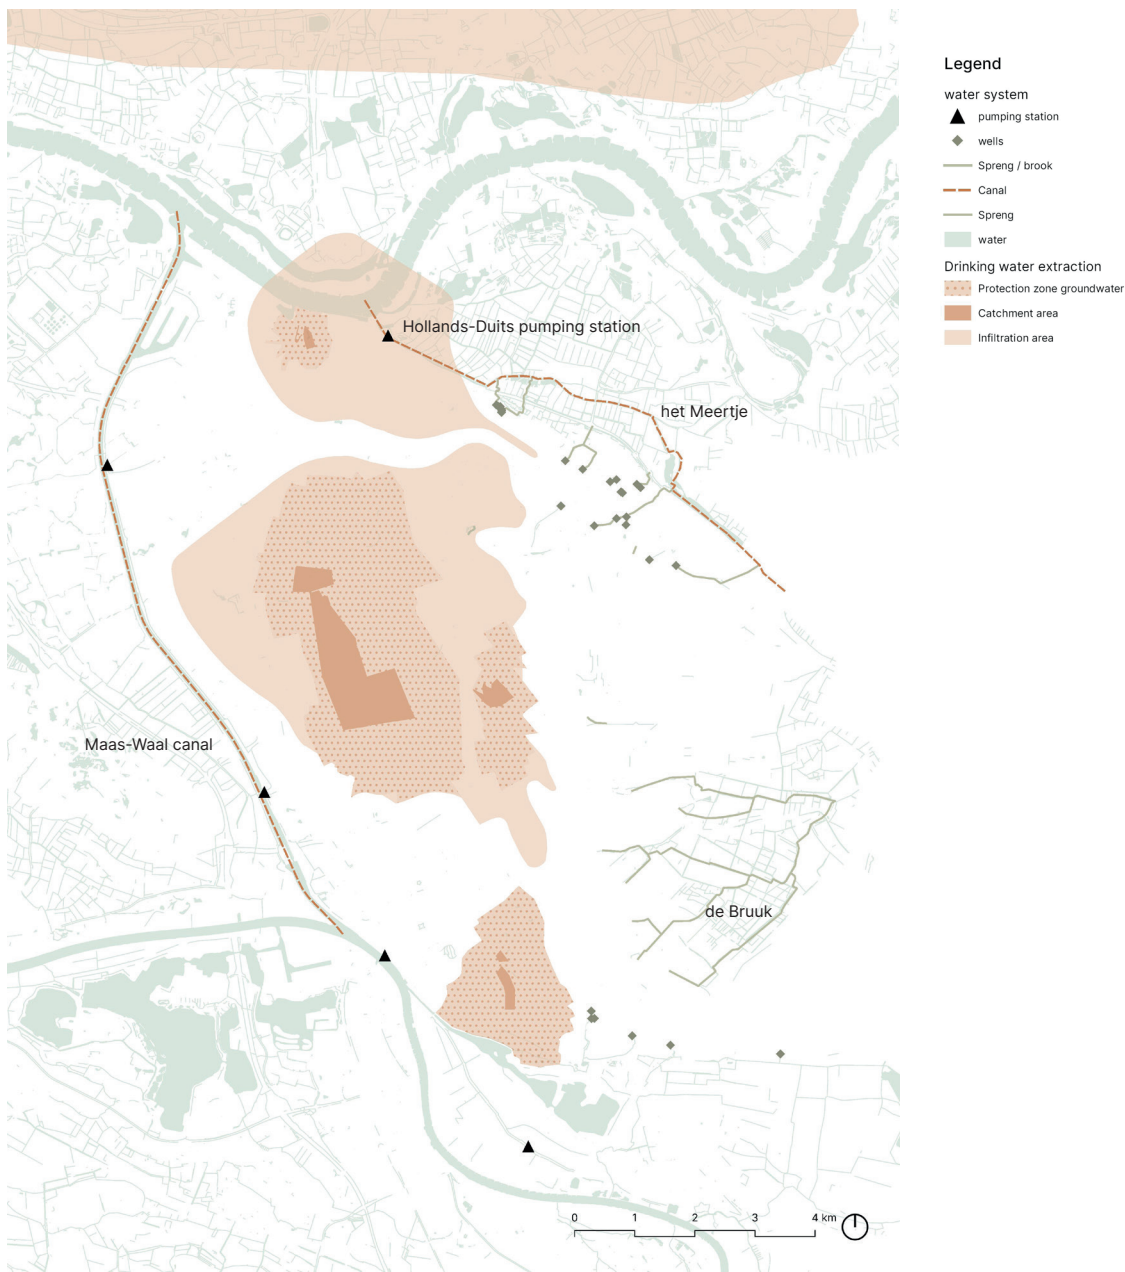 Legend
water system
pumping station
wells
Spreng / brook
Canal
Spreng
water
Drinking water extraction
Protection zone groundwater
Catchment area
Infiltration area
Hollands-Duits pumping station
het Meertje
Maas-Waal canal
de Bruuk
0 1 2 3 4 km